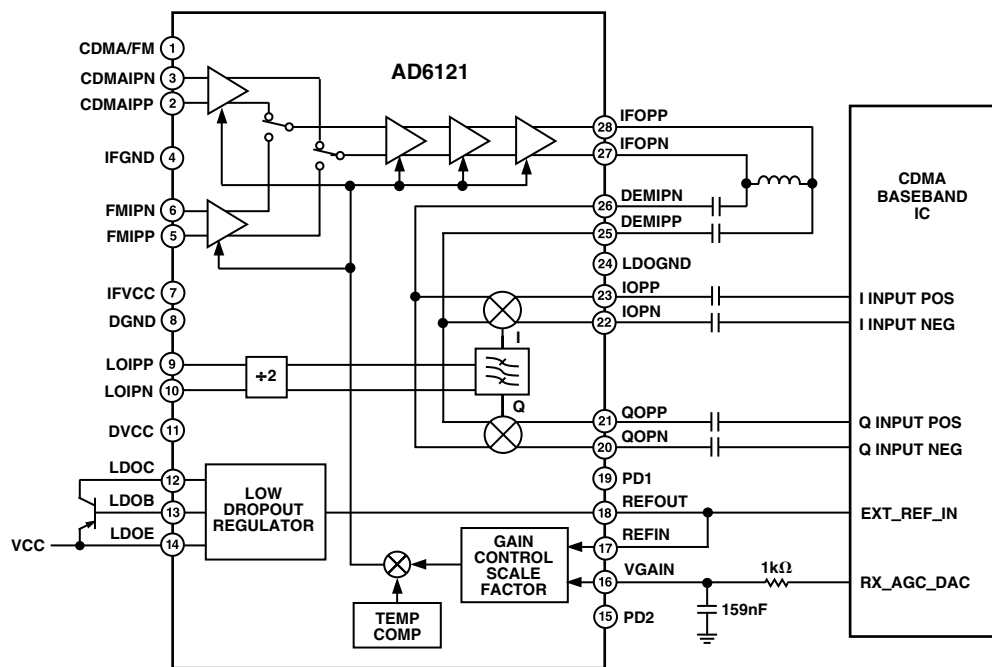 AD6121
CDMA/FM 1
CDMAIPN 3
CDMAIPP 2
IFGND 4
FMIPN 6
FMIPP 5
IFVCC 7
DGND 8
LOIPP 9
LOIPN 10
DVCC 11
LDOC 12
LDOB 13
LDOE 14
VCC
÷2
I
Q
LOW
DROPOUT
REGULATOR
TEMP
COMP
GAIN
CONTROL
SCALE
FACTOR
28 IFOPP
27 IFOPN
26 DEMIPN
25 DEMIPP
24 LDOGND
23 IOPP
22 IOPN
21 QOPP
20 QOPN
19 PD1
18 REFOUT
17 REFIN
16 VGAIN
15 PD2
1kΩ
159nF
CDMA
BASEBAND
IC
I INPUT POS
I INPUT NEG
Q INPUT POS
Q INPUT NEG
EXT_REF_IN
RX_AGC_DAC